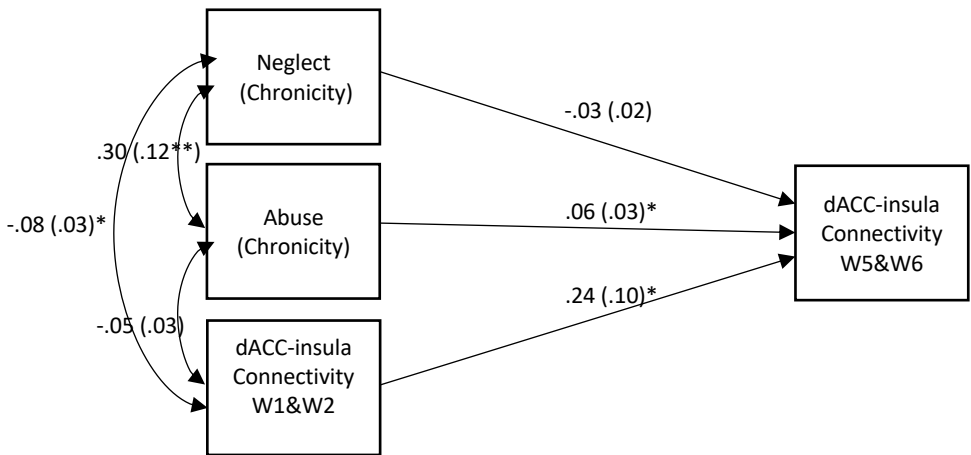 Neglect
(Chronicity)
-.03 (.02)
.30 (.12**)
dACC-insula
Connectivity
W5&W6
-.08 (.03)*
Abuse
(Chronicity)
.06 (.03)*
.24 (.10)*
-.05 (.03)
dACC-insula
Connectivity
W1&W2